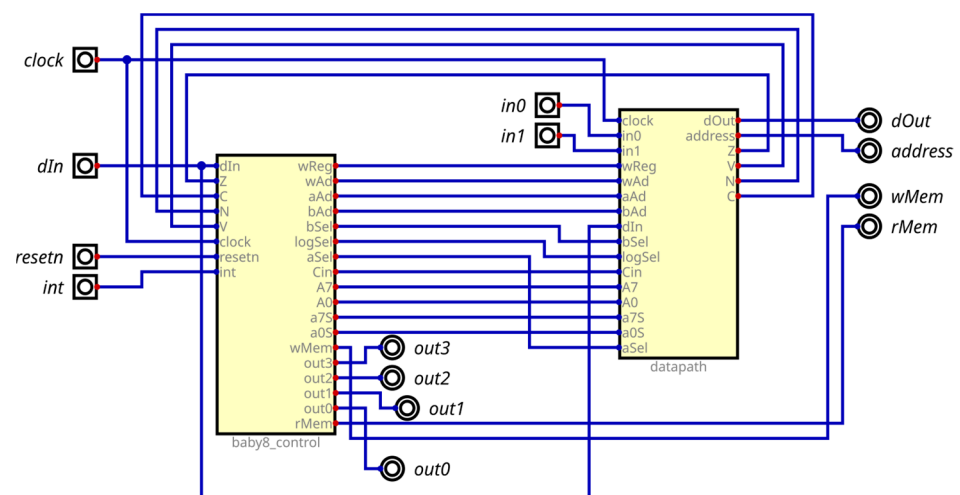 clock
in0
in1
dIn
resetn
int
dIn
Z
C
N
V
clock
resetn
int
wReg
wAd
aAd
bAd
bSel
logSel
aSel
Cin
A7
A0
a7S
a0S
wMem
out3
out2
out1
out0
rMem
baby8_control
out3
out2
out1
out0
clock
in0
in1
wReg
wAd
aAd
bAd
dIn
bSel
logSel
Cin
A7
A0
a7S
a0S
aSel
dOut
address
Z
V
N
C
datapath
dOut
address
wMem
rMem